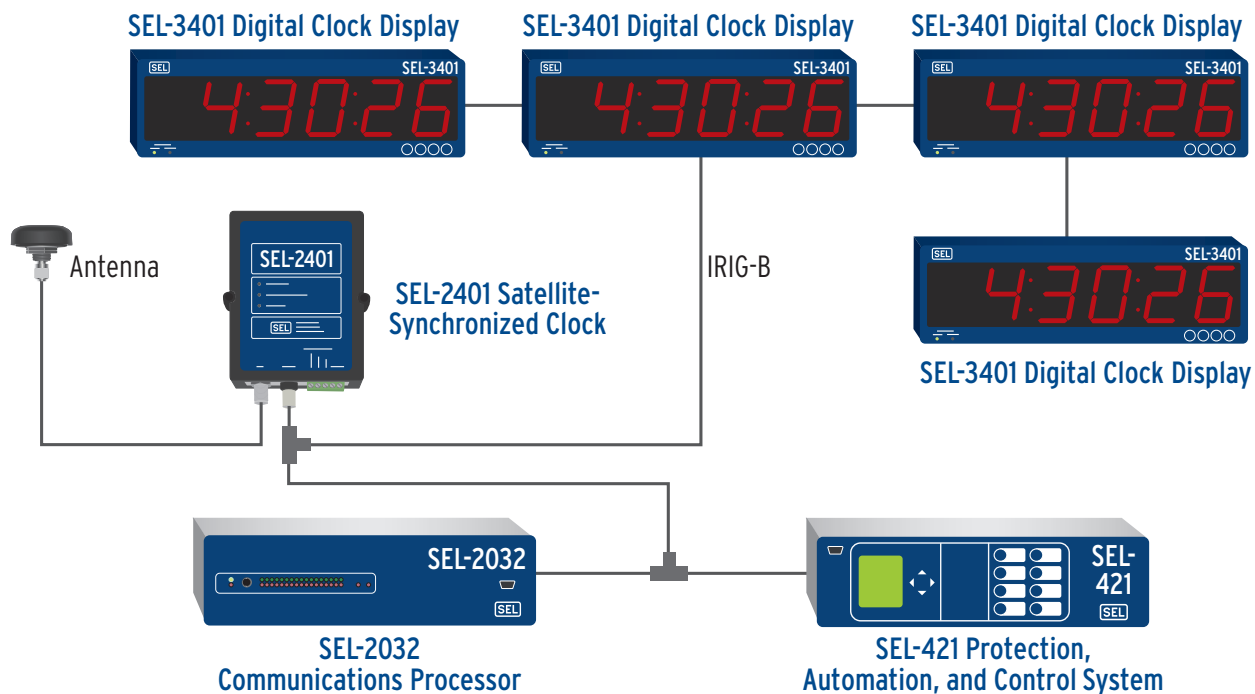 SEL-3401 Digital Clock Display
SEL-3401 Digital Clock Display
SEL-3401 Digital Clock Display
SEL
SEL-3401
4:30:26
SEL
SEL-3401
4:30:26
SEL
SEL-3401
4:30:26
Antenna
SEL-2401
SEL
SEL-2401 Satellite-
Synchronized Clock
IRIG-B
SEL
SEL-3401
4:30:26
SEL-3401 Digital Clock Display
SEL-2032
SEL
SEL-2032
Communications Processor
SEL-
421
SEL
SEL-421 Protection,
Automation, and Control System